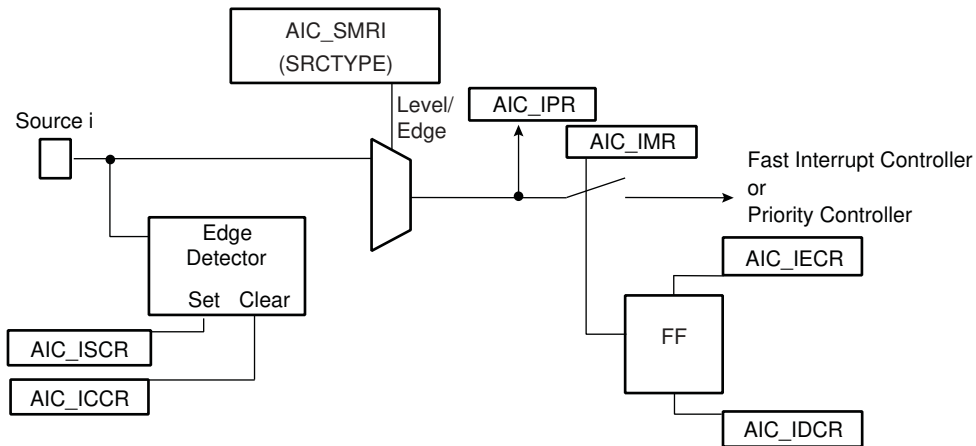 AIC_SMRI
(SRCTYPE)
Level/
Edge
AIC_IPR
AIC_IMR
Source i
Fast Interrupt Controller
or
Priority Controller
Edge
Detector
Set Clear
AIC_IECR
FF
AIC_ISCR
AIC_ICCR
AIC_IDCR